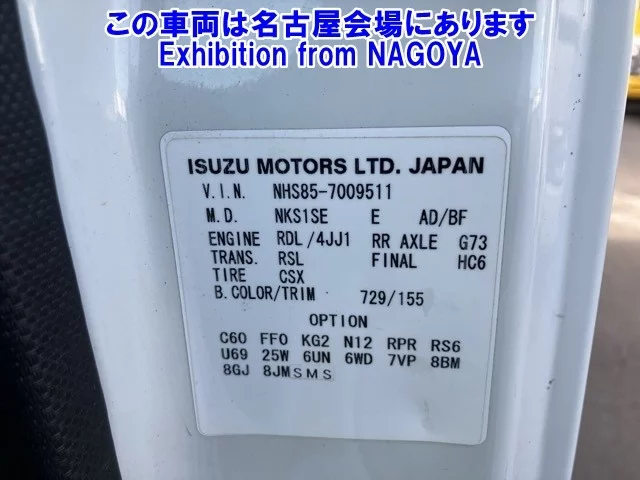 この車両は名古屋会場にあります
Exhibition from NAGOYA
ISUZU MOTORS LTD. JAPAN
V.I.N. NHS85-7009511
M.D. NKS1SE E AD/BF
ENGINE RDL/4JJ1 RR AXLE G73
TRANS. RSL FINAL HC6
TIRE CSX
B.COLOR/TRIM 729/155
OPTION
C60 FF0 KG2 N12 RPR RS6
U69 25W 6UN 6WD 7VP 8BM
8GJ 8JM SMS